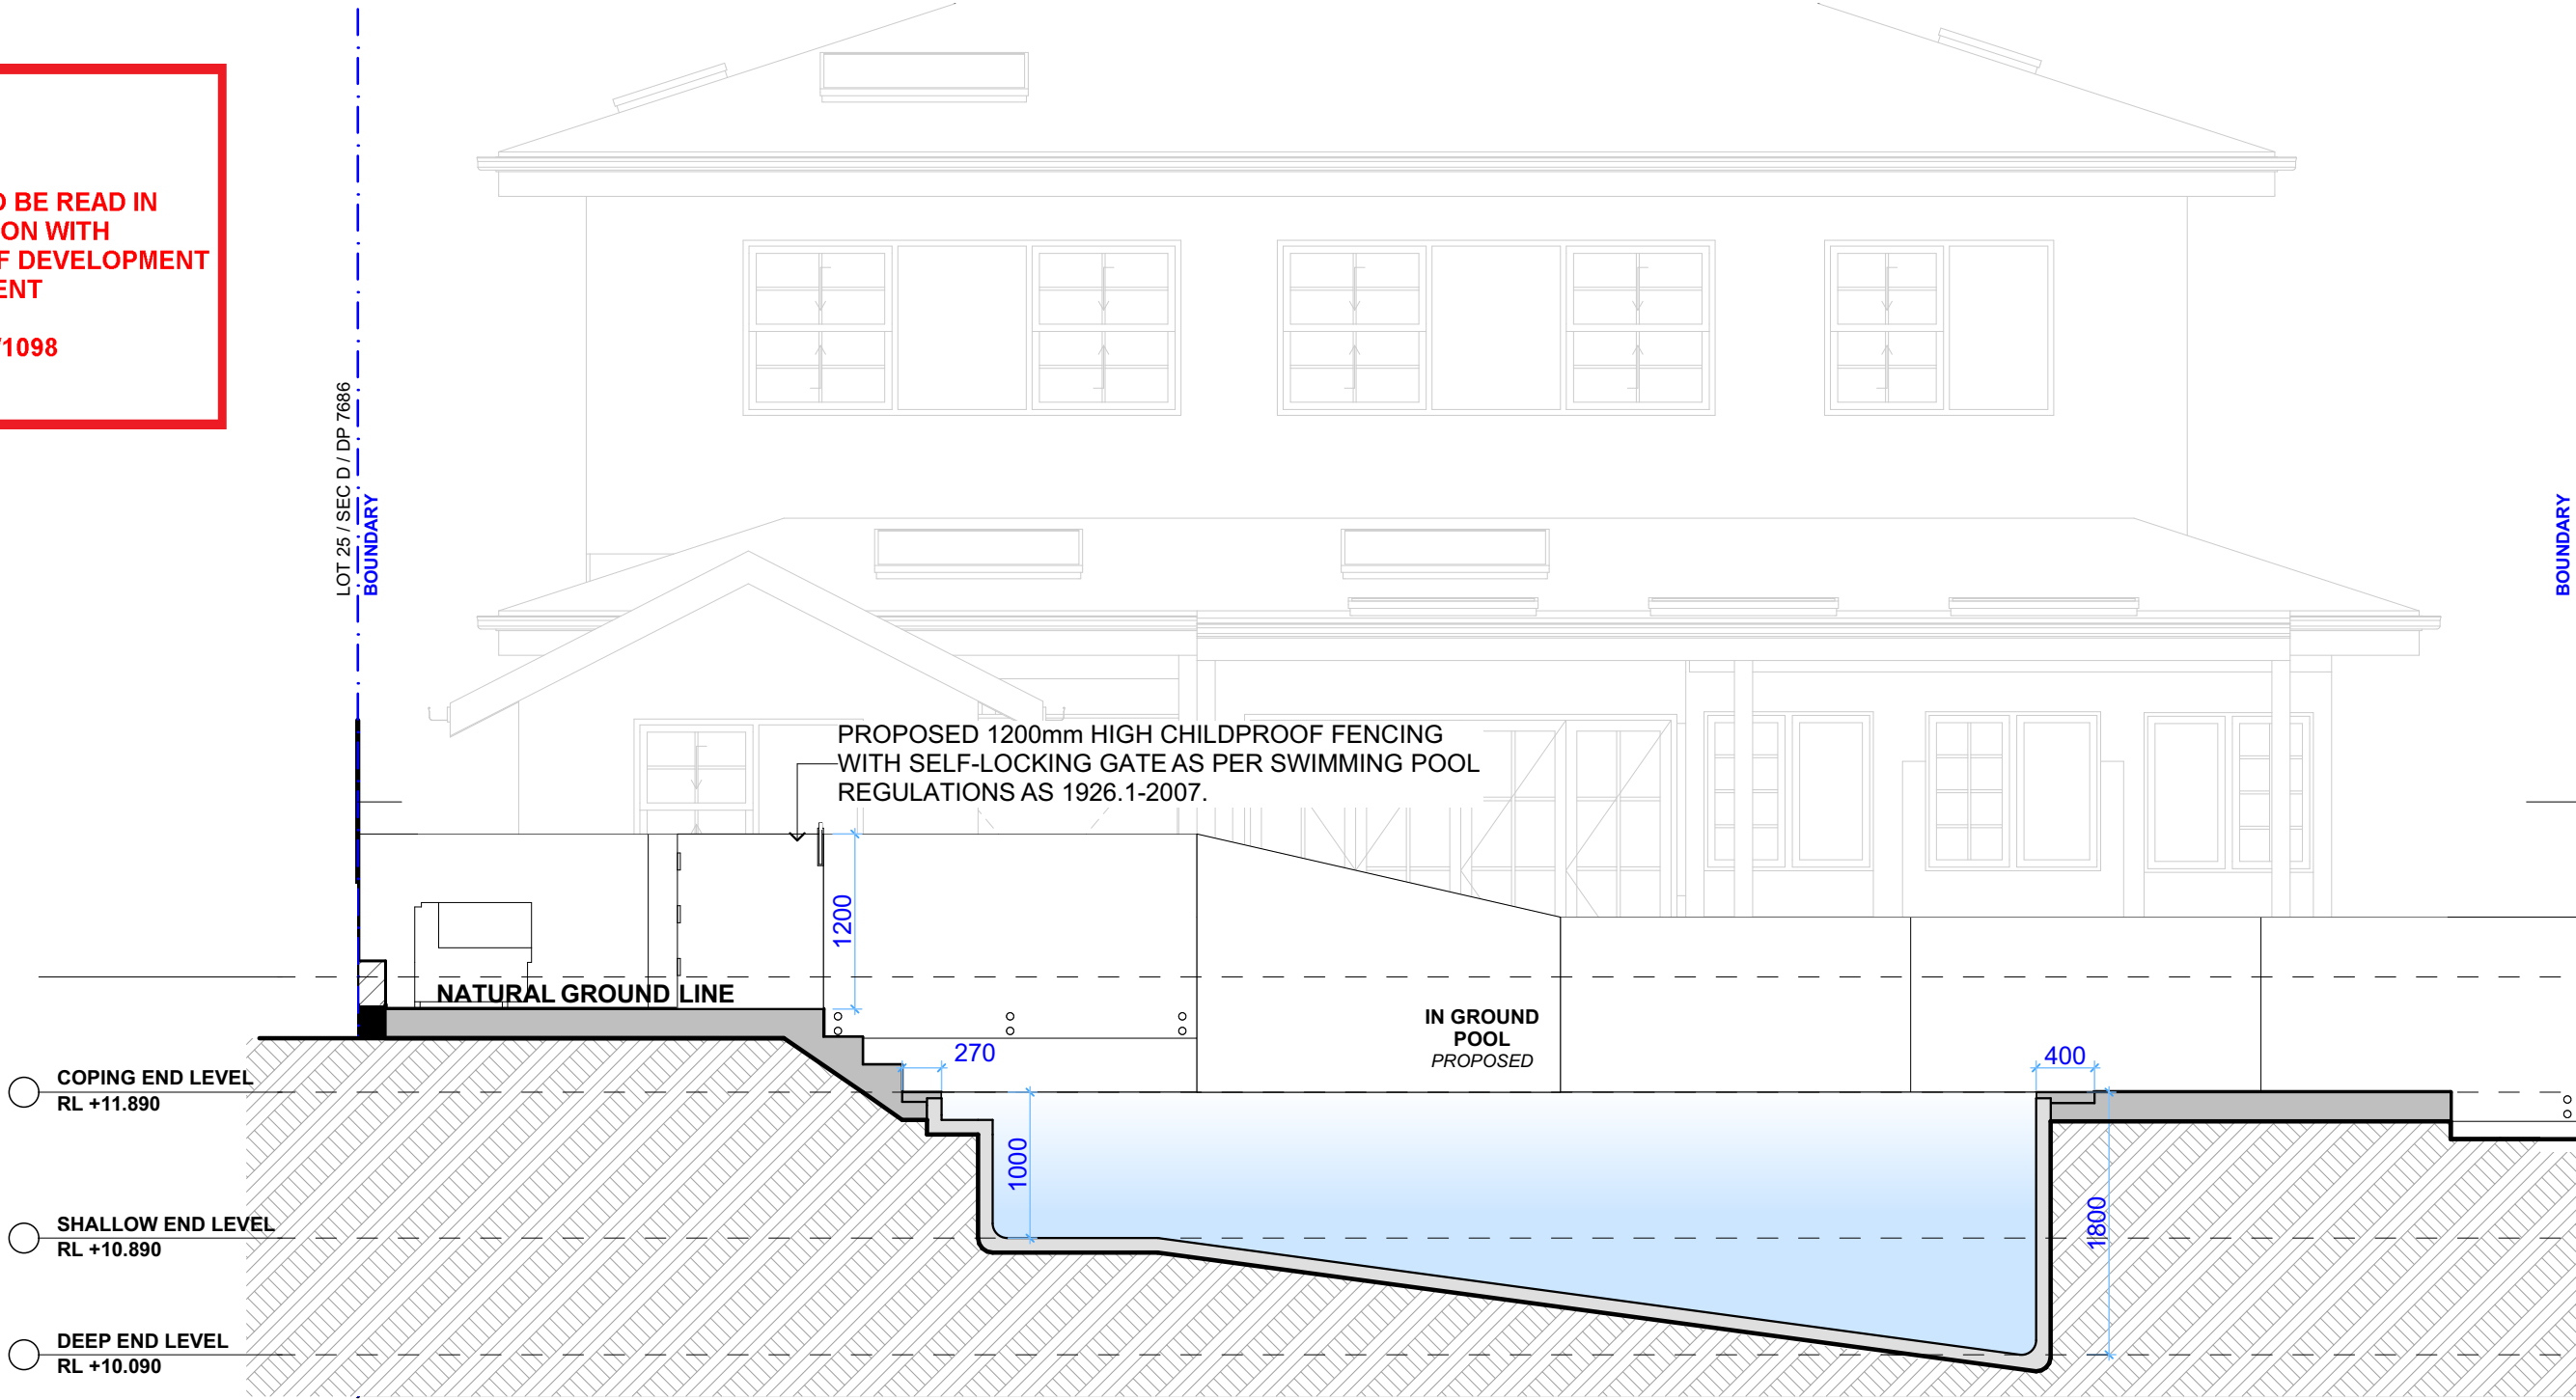 BE READ IN
WITH
DEVELOPMENT
1098
LOT 25 / SEC D / DP 7686
BOUNDARY
BOUNDARY
PROPOSED 1200mm HIGH CHILDPROOF FENCING
WITH SELF-LOCKING GATE AS PER SWIMMING POOL
REGULATIONS AS 1926.1-2007.
1200
NATURAL GROUND LINE
IN GROUND
POOL
PROPOSED
270
400
COPING END LEVEL
RL +11.890
1000
1800
SHALLOW END LEVEL
RL +10.890
DEEP END LEVEL
RL +10.090